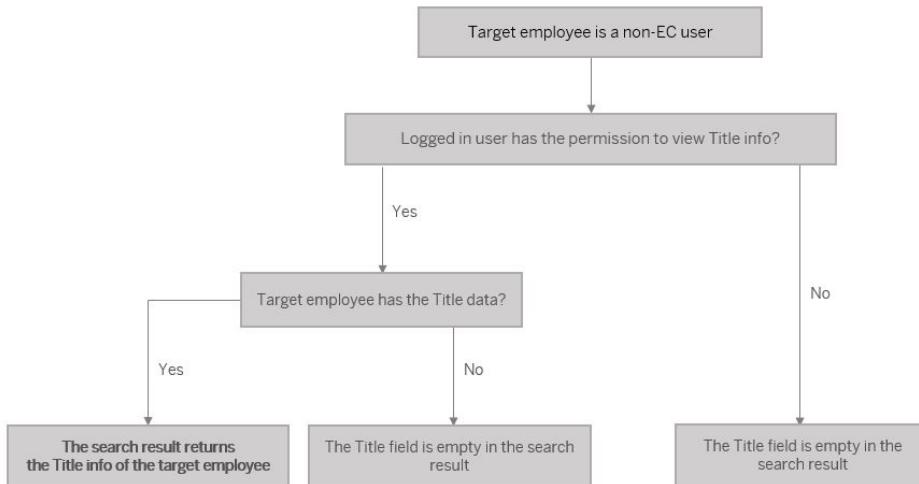 Target employee is a non-EC user
Logged in user has the permission to view Title info?
Yes
No
Target employee has the Title data?
Yes
No
The search result returns
the Title info of the target employee
The Title field is empty in the search
result
The Title field is empty in the
search result